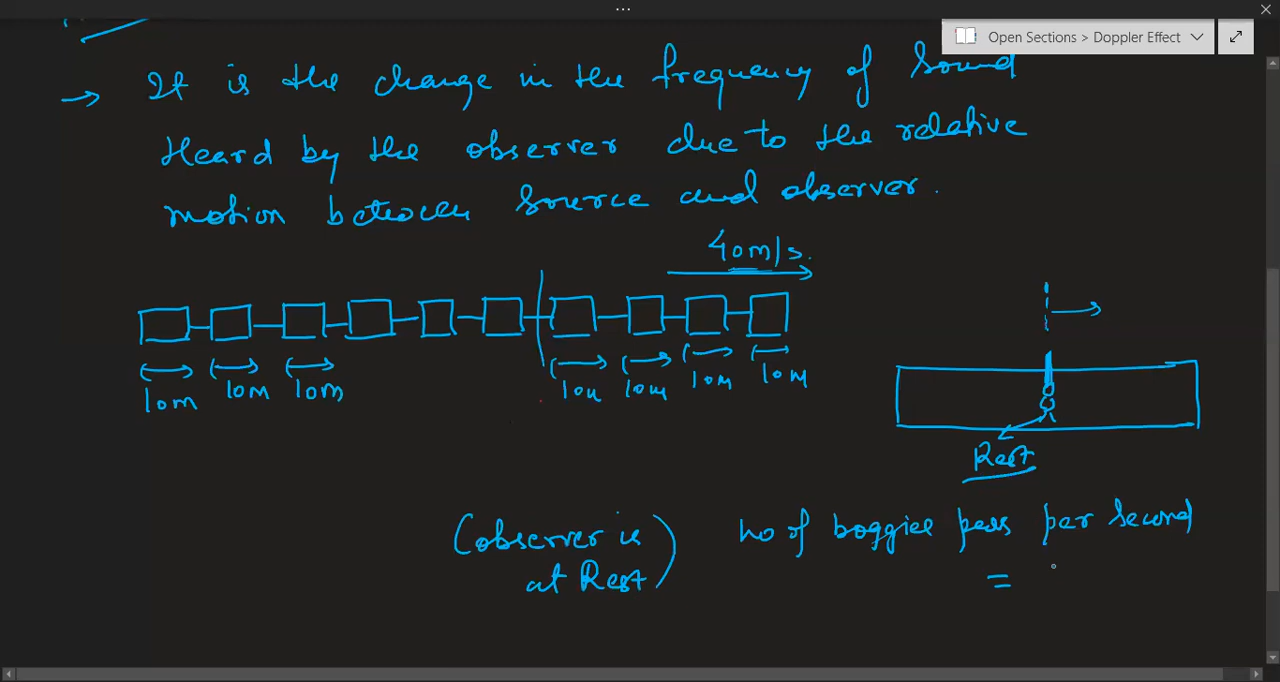 Open Sections > Doppler Effect
→ It is the change in the frequency of Sound
Heard by the observer due to the relative
motion between source and observer.
40m/s.
10m 10m 10m 10m 10m 10m 10m
Rest
(observer is at Rest)
no of boggies pass per second
=